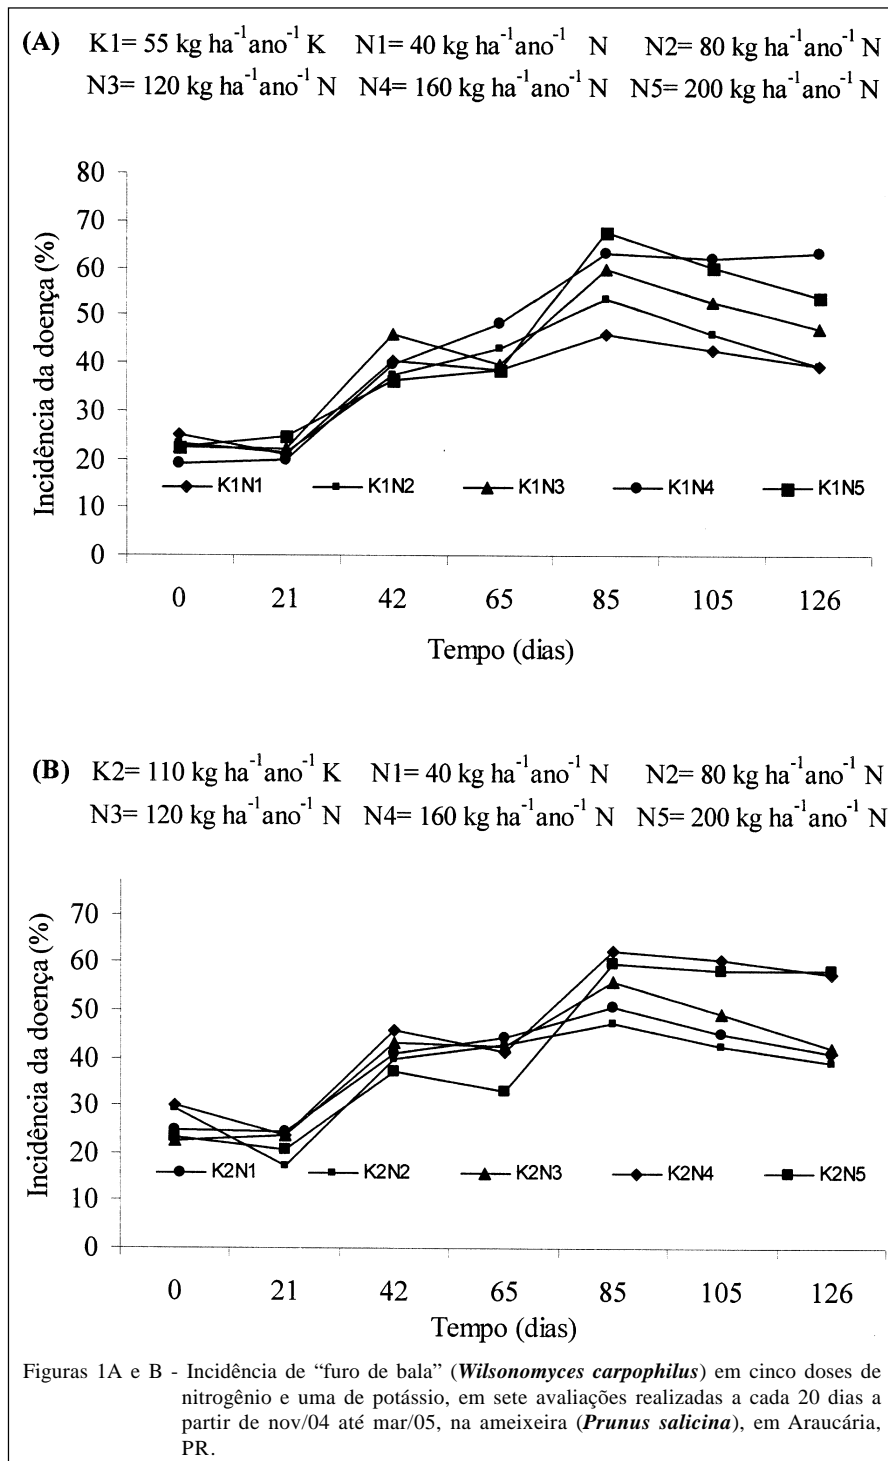 (A) K1= 55 kg ha⁻¹ano⁻¹ K N1= 40 kg ha⁻¹ano⁻¹ N N2= 80 kg ha⁻¹ano⁻¹ N
N3= 120 kg ha⁻¹ano⁻¹ N N4= 160 kg ha⁻¹ano⁻¹ N N5= 200 kg ha⁻¹ano⁻¹ N
Incidência da doença (%)
80
70
60
50
40
30
20
10
0
K1N1 K1N2 K1N3 K1N4 K1N5
0 21 42 65 85 105 126
Tempo (dias)
(B) K2= 110 kg ha⁻¹ano⁻¹ K N1= 40 kg ha⁻¹ano⁻¹ N N2= 80 kg ha⁻¹ano⁻¹ N
N3= 120 kg ha⁻¹ano⁻¹ N N4= 160 kg ha⁻¹ano⁻¹ N N5= 200 kg ha⁻¹ano⁻¹ N
Incidência da doença (%)
70
60
50
40
30
20
10
0
K2N1 K2N2 K2N3 K2N4 K2N5
0 21 42 65 85 105 126
Tempo (dias)
Figuras 1A e B - Incidência de “furo de bala” (Wilsonomyces carpophilus) em cinco doses de
nitrogênio e uma de potássio, em sete avaliações realizadas a cada 20 dias a
partir de nov/04 até mar/05, na ameixeira (Prunus salicina), em Araucária,
PR.